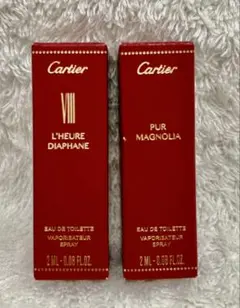 Cartier
VIII
L'HEURE
DIAPHANE
EAU DE TOILETTE
VAPORISATEUR
SPRAY
2 ML - 0.06 FL.OZ.
Cartier
PUR
MAGNOLIA
EAU DE TOILETTE
VAPORISATEUR
SPRAY
2 ML - 0.06 FL.OZ.